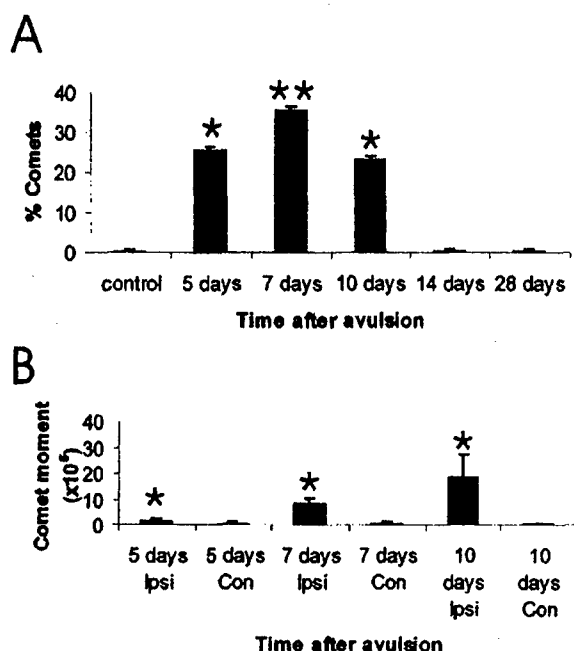 A
★ ★★ ★
40
30
20
10
0
% Comets
control 5 days 7 days 10 days 14 days 28 days
Time after avulsion
B
★ ★ ★
40
30
20
10
0
Comet moment
(x10⁵)
5 days 5 days 7 days 7 days 10 10
Ipsi Con Ipsi Con days days
Ipsi Con
Time after avulsion